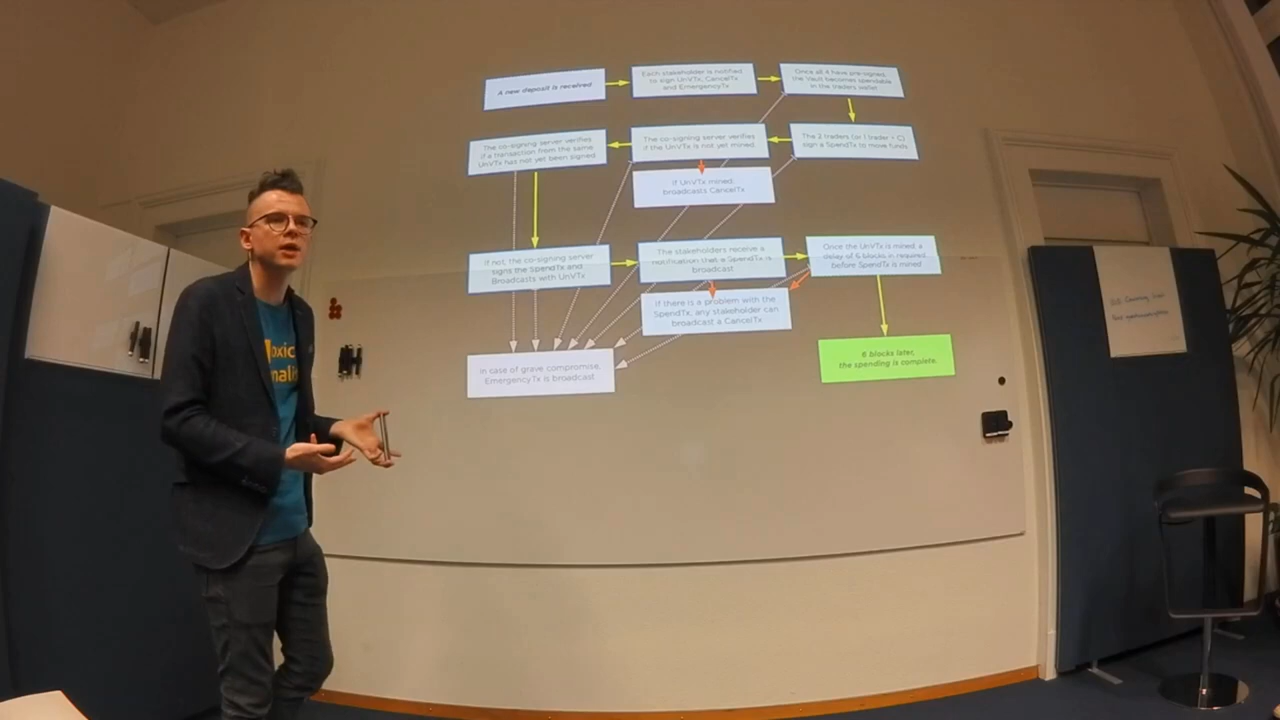 A new deposit is received
Each stakeholder is notified
to sign UnVTx, CancelTx
and EmergencyTx
Once all 4 have pre-signed,
the Vault becomes spendable
in the traders wallet
The co-signing server verifies
if a transaction from the same
UnVTx has not yet been signed
The co-signing server verifies
if the UnVTx is not yet mined
The 2 traders (or 1 trader + C)
sign a SpendTx to move funds
If UnVTx mined,
broadcasts CancelTx
If not, the co-signing server
signs the SpendTx and
Broadcasts with UnVTx
The stakeholders receive a
notification that a SpendTx is
broadcast
Once the UnVTx is mined, a
delay of 6 blocks in required,
before SpendTx is mined
If there is a problem with the
SpendTx, any stakeholder can
broadcast a CancelTx
In case of grave compromise,
EmergencyTx is broadcast
6 blocks later,
the spending is complete.
oxic